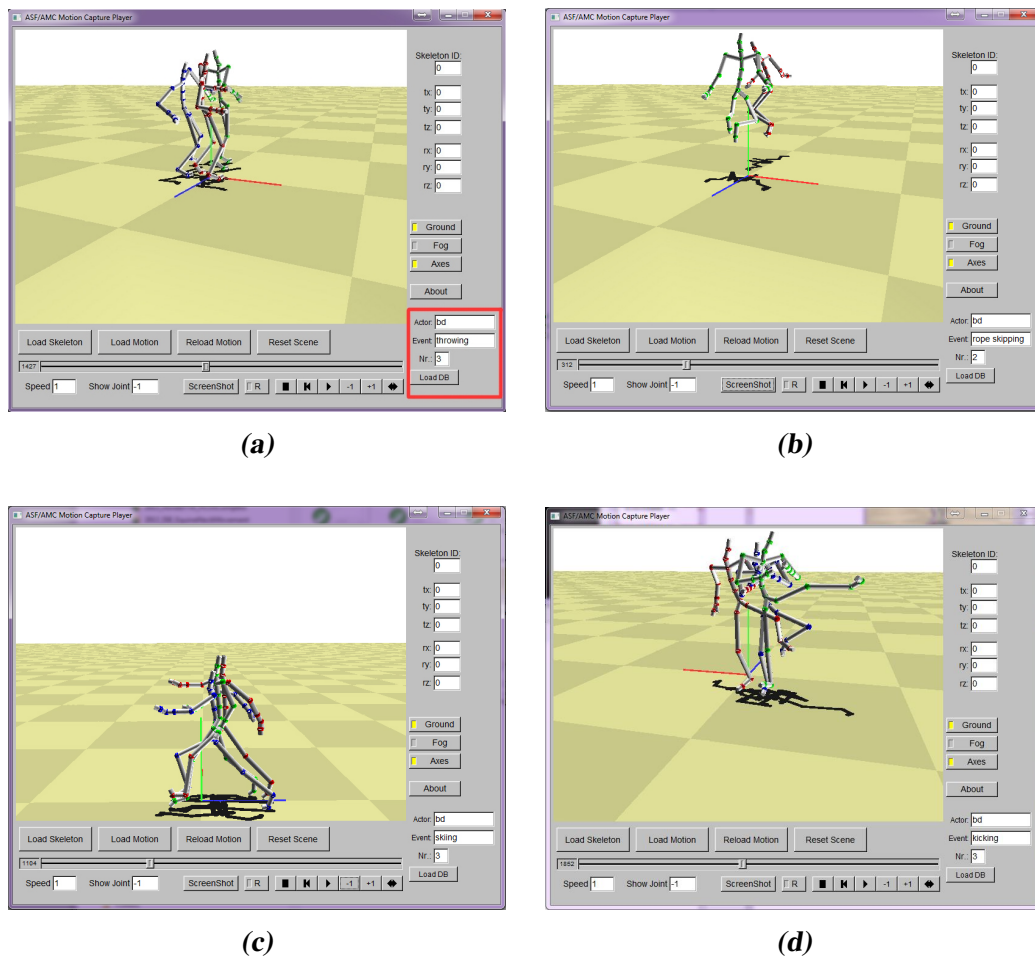 ASF/AMC Motion Capture Player
Skeleton ID:
0
tx: 0
ty: 0
tz: 0
rx: 0
ry: 0
rz: 0
Ground
Fog
Axes
About
Actor: bd
Event: throwing
Nr.: 3
Load DB
Load Skeleton Load Motion Reload Motion Reset Scene
1427
Speed 1 Show Joint -1 ScreenShot R -1 +1
(a)
ASF/AMC Motion Capture Player
Skeleton ID:
0
tx: 0
ty: 0
tz: 0
rx: 0
ry: 0
rz: 0
Ground
Fog
Axes
About
Actor: bd
Event: rope skipping
Nr.: 2
Load DB
Load Skeleton Load Motion Reload Motion Reset Scene
312
Speed 1 Show Joint -1 ScreenShot R -1 +1
(b)
ASF/AMC Motion Capture Player
Skeleton ID:
0
tx: 0
ty: 0
tz: 0
rx: 0
ry: 0
rz: 0
Ground
Fog
Axes
About
Actor: bd
Event: skiing
Nr.: 3
Load DB
Load Skeleton Load Motion Reload Motion Reset Scene
1104
Speed 1 Show Joint -1 ScreenShot R -1 +1
(c)
ASF/AMC Motion Capture Player
Skeleton ID:
0
tx: 0
ty: 0
tz: 0
rx: 0
ry: 0
rz: 0
Ground
Fog
Axes
About
Actor: bd
Event: kicking
Nr.: 3
Load DB
Load Skeleton Load Motion Reload Motion Reset Scene
1852
Speed 1 Show Joint -1 ScreenShot R -1 +1
(d)